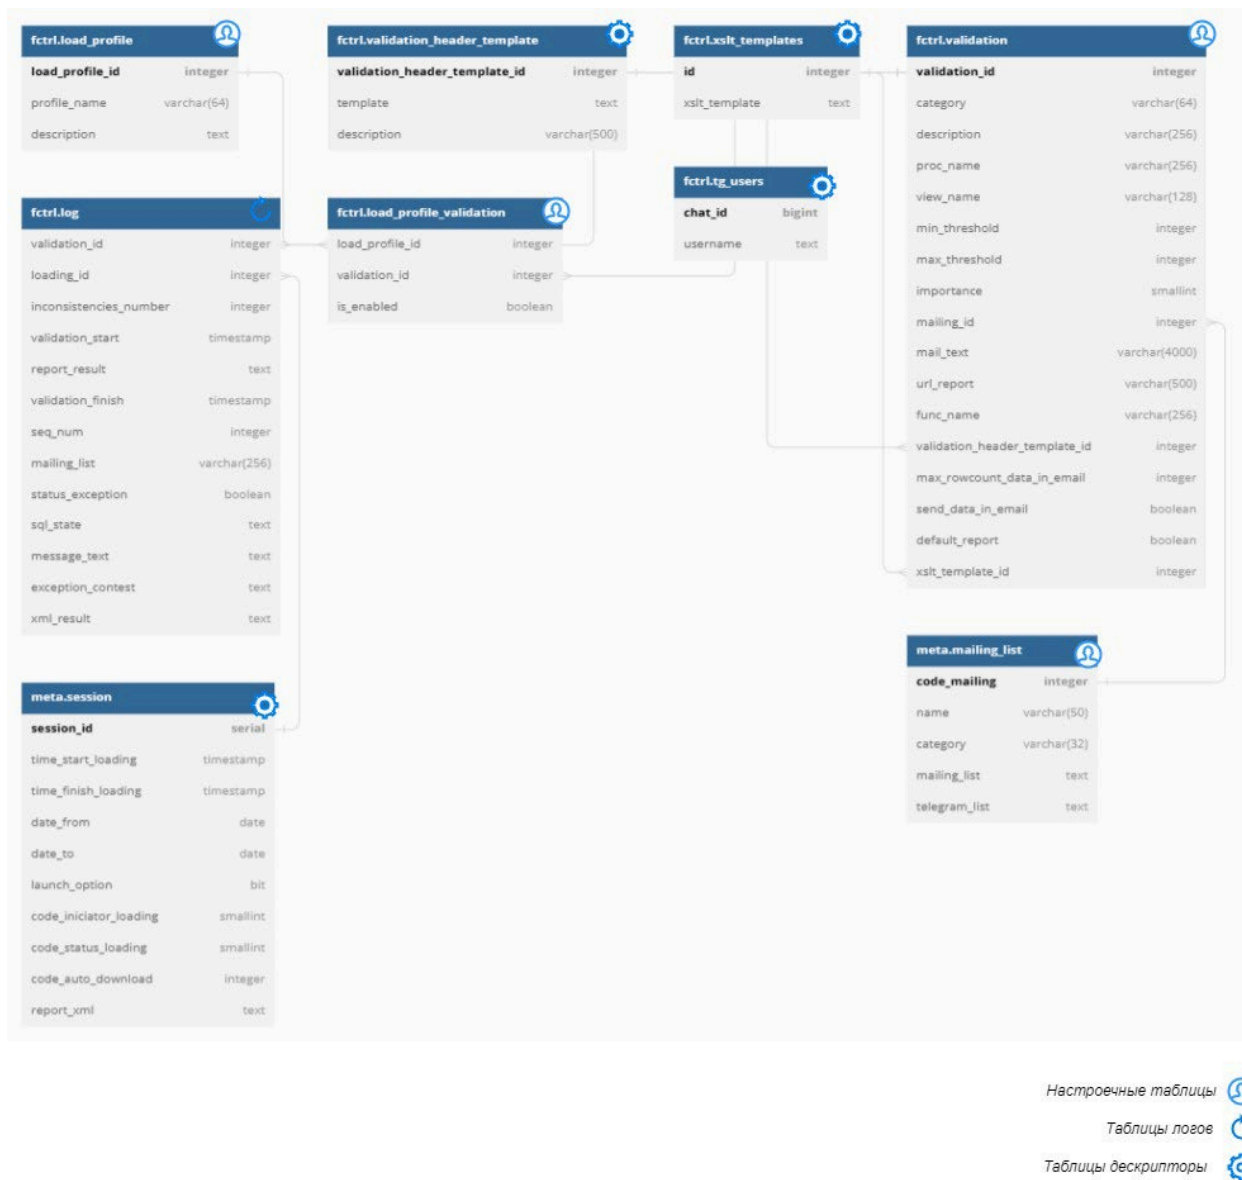 fctrl.load_profile
load_profile_id integer
profile_name varchar(64)
description text
fctrl.validation_header_template
validation_header_template_id integer
template text
description varchar(500)
fctrl.xslt_templates
id integer
xslt_template text
fctrl.validation
validation_id integer
category varchar(64)
description varchar(256)
proc_name varchar(256)
view_name varchar(128)
min_threshold integer
max_threshold integer
importance smallint
mailing_id integer
mail_text varchar(4000)
url_report varchar(500)
func_name varchar(256)
validation_header_template_id integer
max_rowcount_data_in_email integer
send_data_in_email boolean
default_report boolean
xslt_template_id integer
fctrl.tg_users
chat_id bigint
username text
fctrl.log
validation_id integer
loading_id integer
inconsistencies_number integer
validation_start timestamp
report_result text
validation_finish timestamp
seq_num integer
mailing_list varchar(256)
status_exception boolean
sql_state text
message_text text
exception_contest text
xml_result text
fctrl.load_profile_validation
load_profile_id integer
validation_id integer
is_enabled boolean
meta.mailing_list
code_mailing integer
name varchar(50)
category varchar(32)
mailing_list text
telegram_list text
meta.session
session_id serial
time_start_loading timestamp
time_finish_loading timestamp
date_from date
date_to date
launch_option bit
code_iniciator_loading smallint
code_status_loading smallint
code_auto_download integer
report_xml text
Настроечные таблицы
Таблицы логов
Таблицы дескрипторы